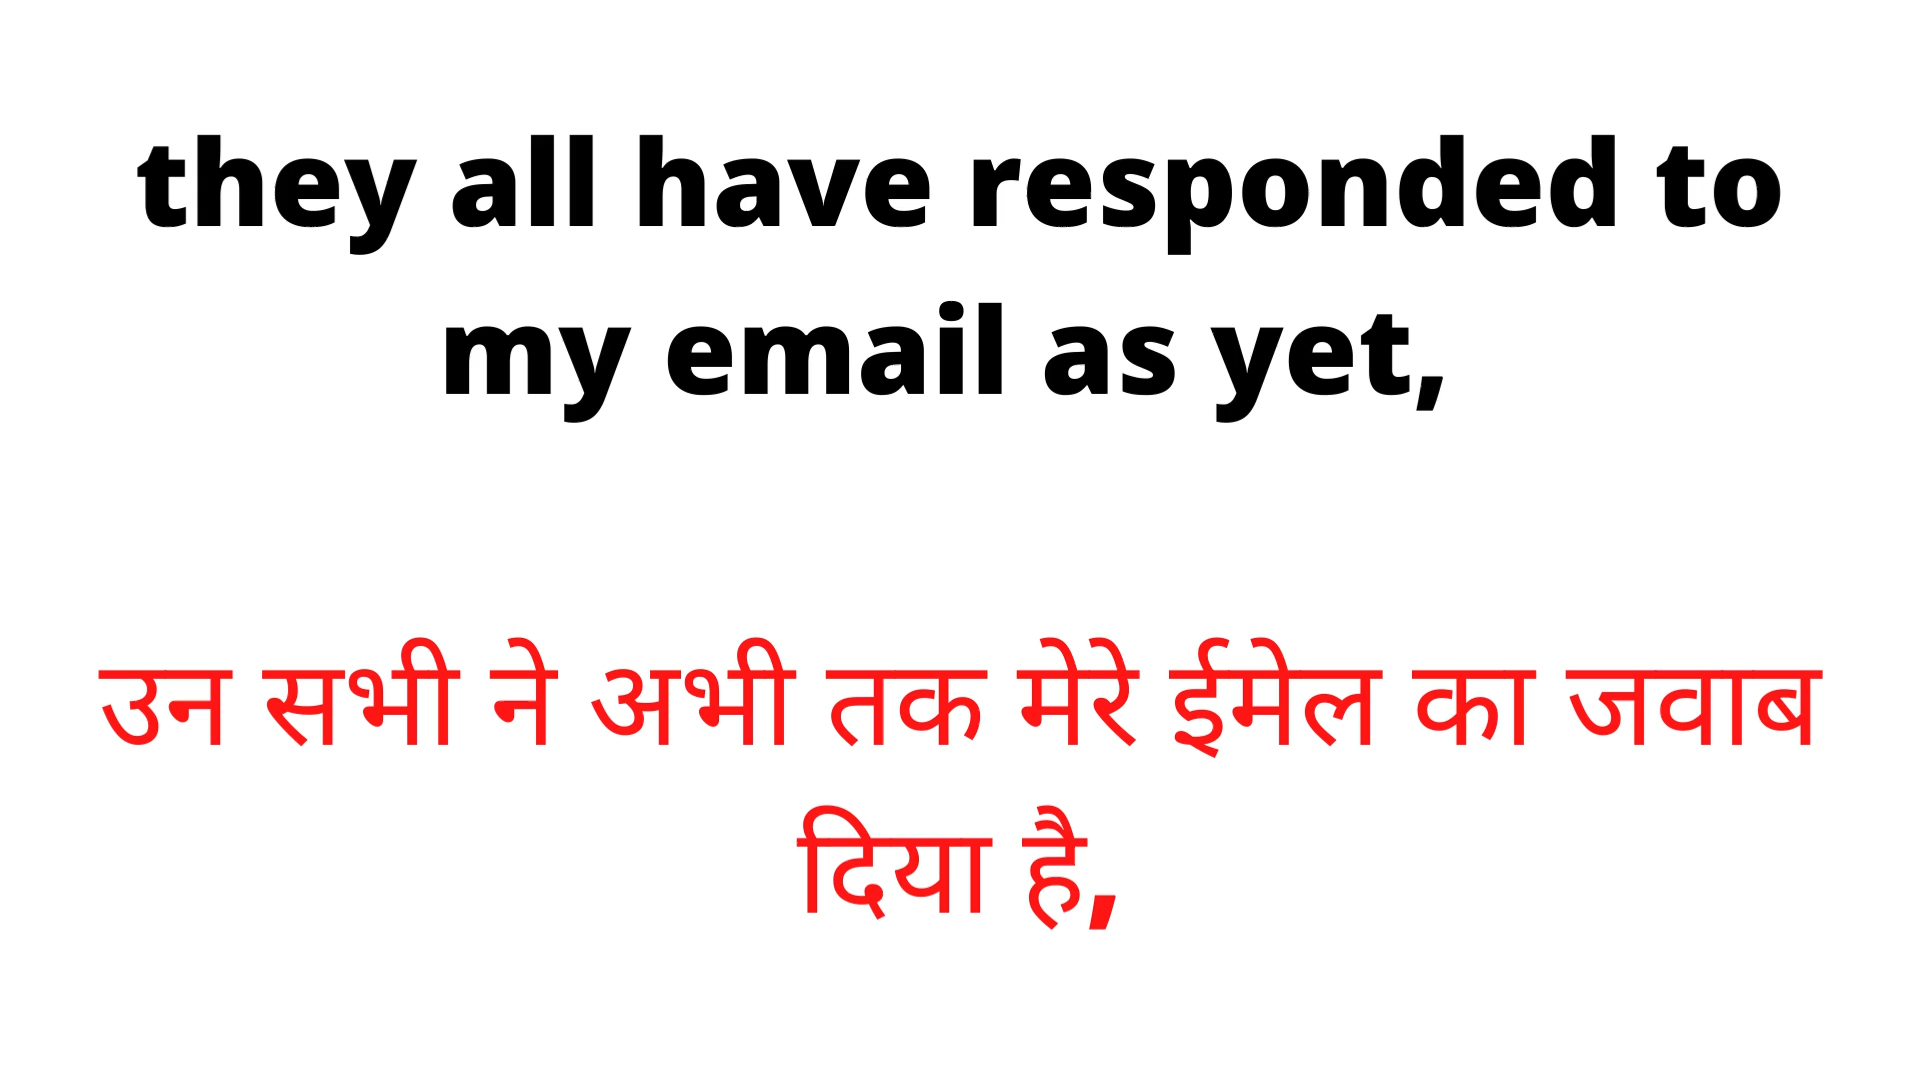 they all have responded to
my email as yet,
उन सभी ने अभी तक मेरे ईमेल का जवाब
दिया है,